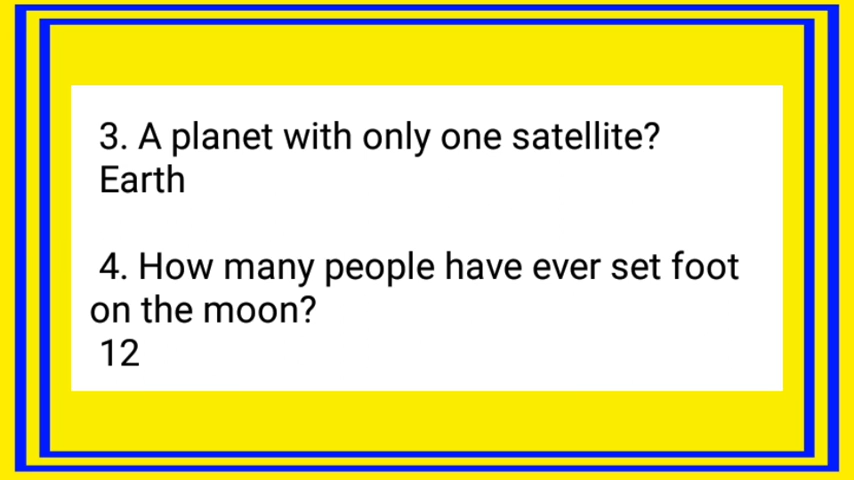 3. A planet with only one satellite?
Earth
4. How many people have ever set foot
on the moon?
12